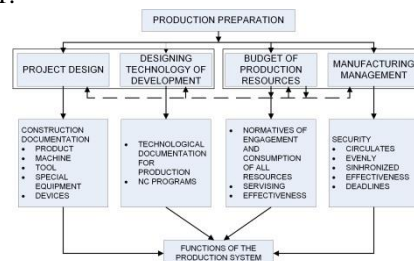 PRODUCTION PREPARATION
PROJECT DESIGN
DESIGNING
TECHNOLOGY OF
DEVELOPMENT
BUDGET OF
PRODUCTION
RESOURCES
MANUFACTURING
MANAGEMENT
CONSTRUCTION
DOCUMENTATION
• PRODUCT
• MACHINE
• TOOL
• SPECIAL
EQUIPMENT
• DEVICES
• TECHNOLOGICAL
DOCUMENTATION
FOR
PRODUCTION
• NC PROGRAMS
• NORMATIVES OF
ENGAGEMENT
AND
CONSUMPTION
OF ALL
RESOURCES
• SERVISING
• EFFECTIVENESS
SECURITY
• CIRCULATES
• EVENLY
• SINHRONIZED
• EFFECTIVENESS
• DEADLINES
FUNCTIONS OF THE
PRODUCTION SYSTEM